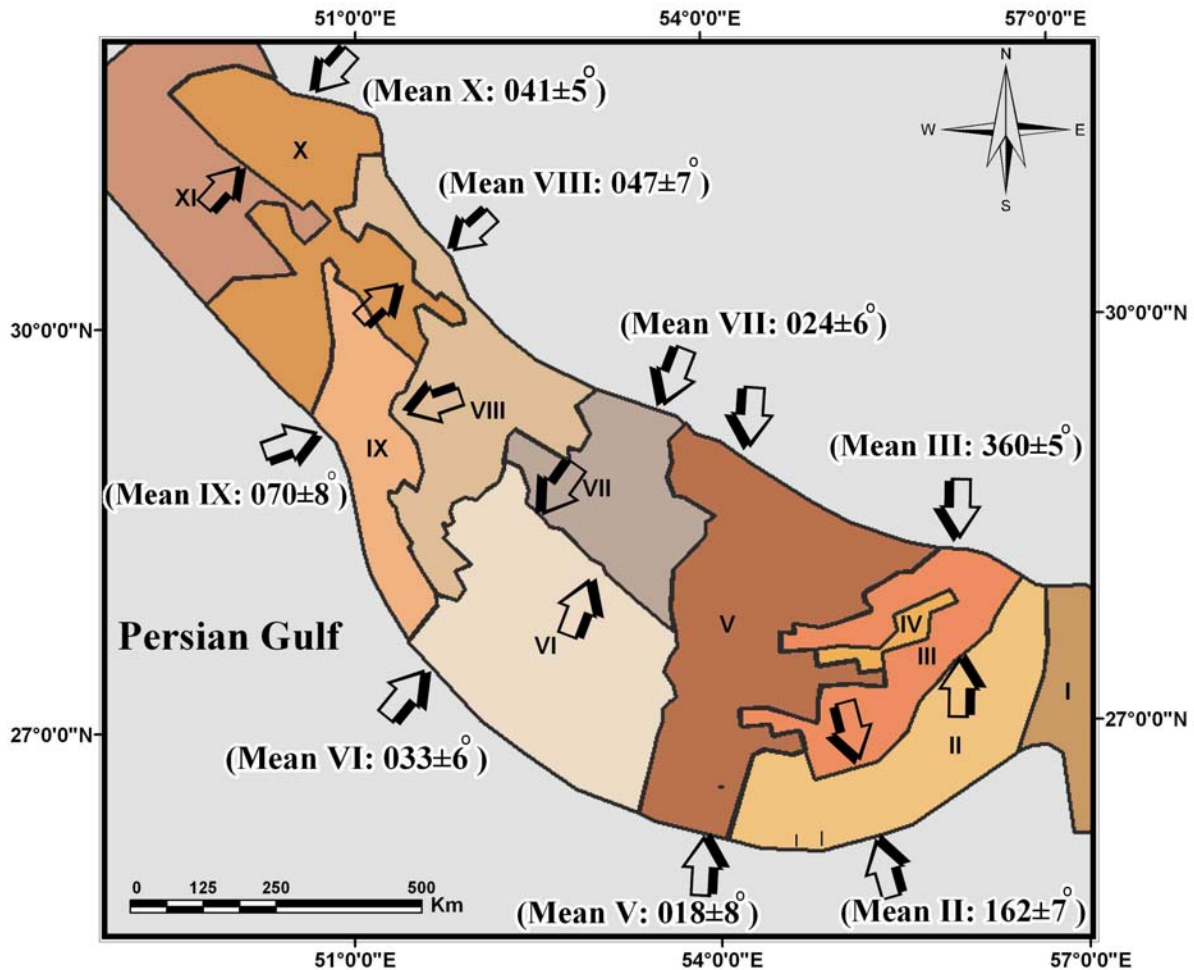 51°0'0"E
54°0'0"E
57°0'0"E
N
W
E
S
(Mean X: 041±5°)
X
(Mean VIII: 047±7°)
XI
30°0'0"N
30°0'0"N
(Mean VII: 024±6°)
VIII
(Mean III: 360±5°)
IX
VII
(Mean IX: 070±8°)
Persian Gulf
V
IV
VI
III
I
27°0'0"N
27°0'0"N
II
(Mean VI: 033±6°)
0 125 250 500
Km
(Mean V: 018±8°)
(Mean II: 162±7°)
51°0'0"E
54°0'0"E
57°0'0"E